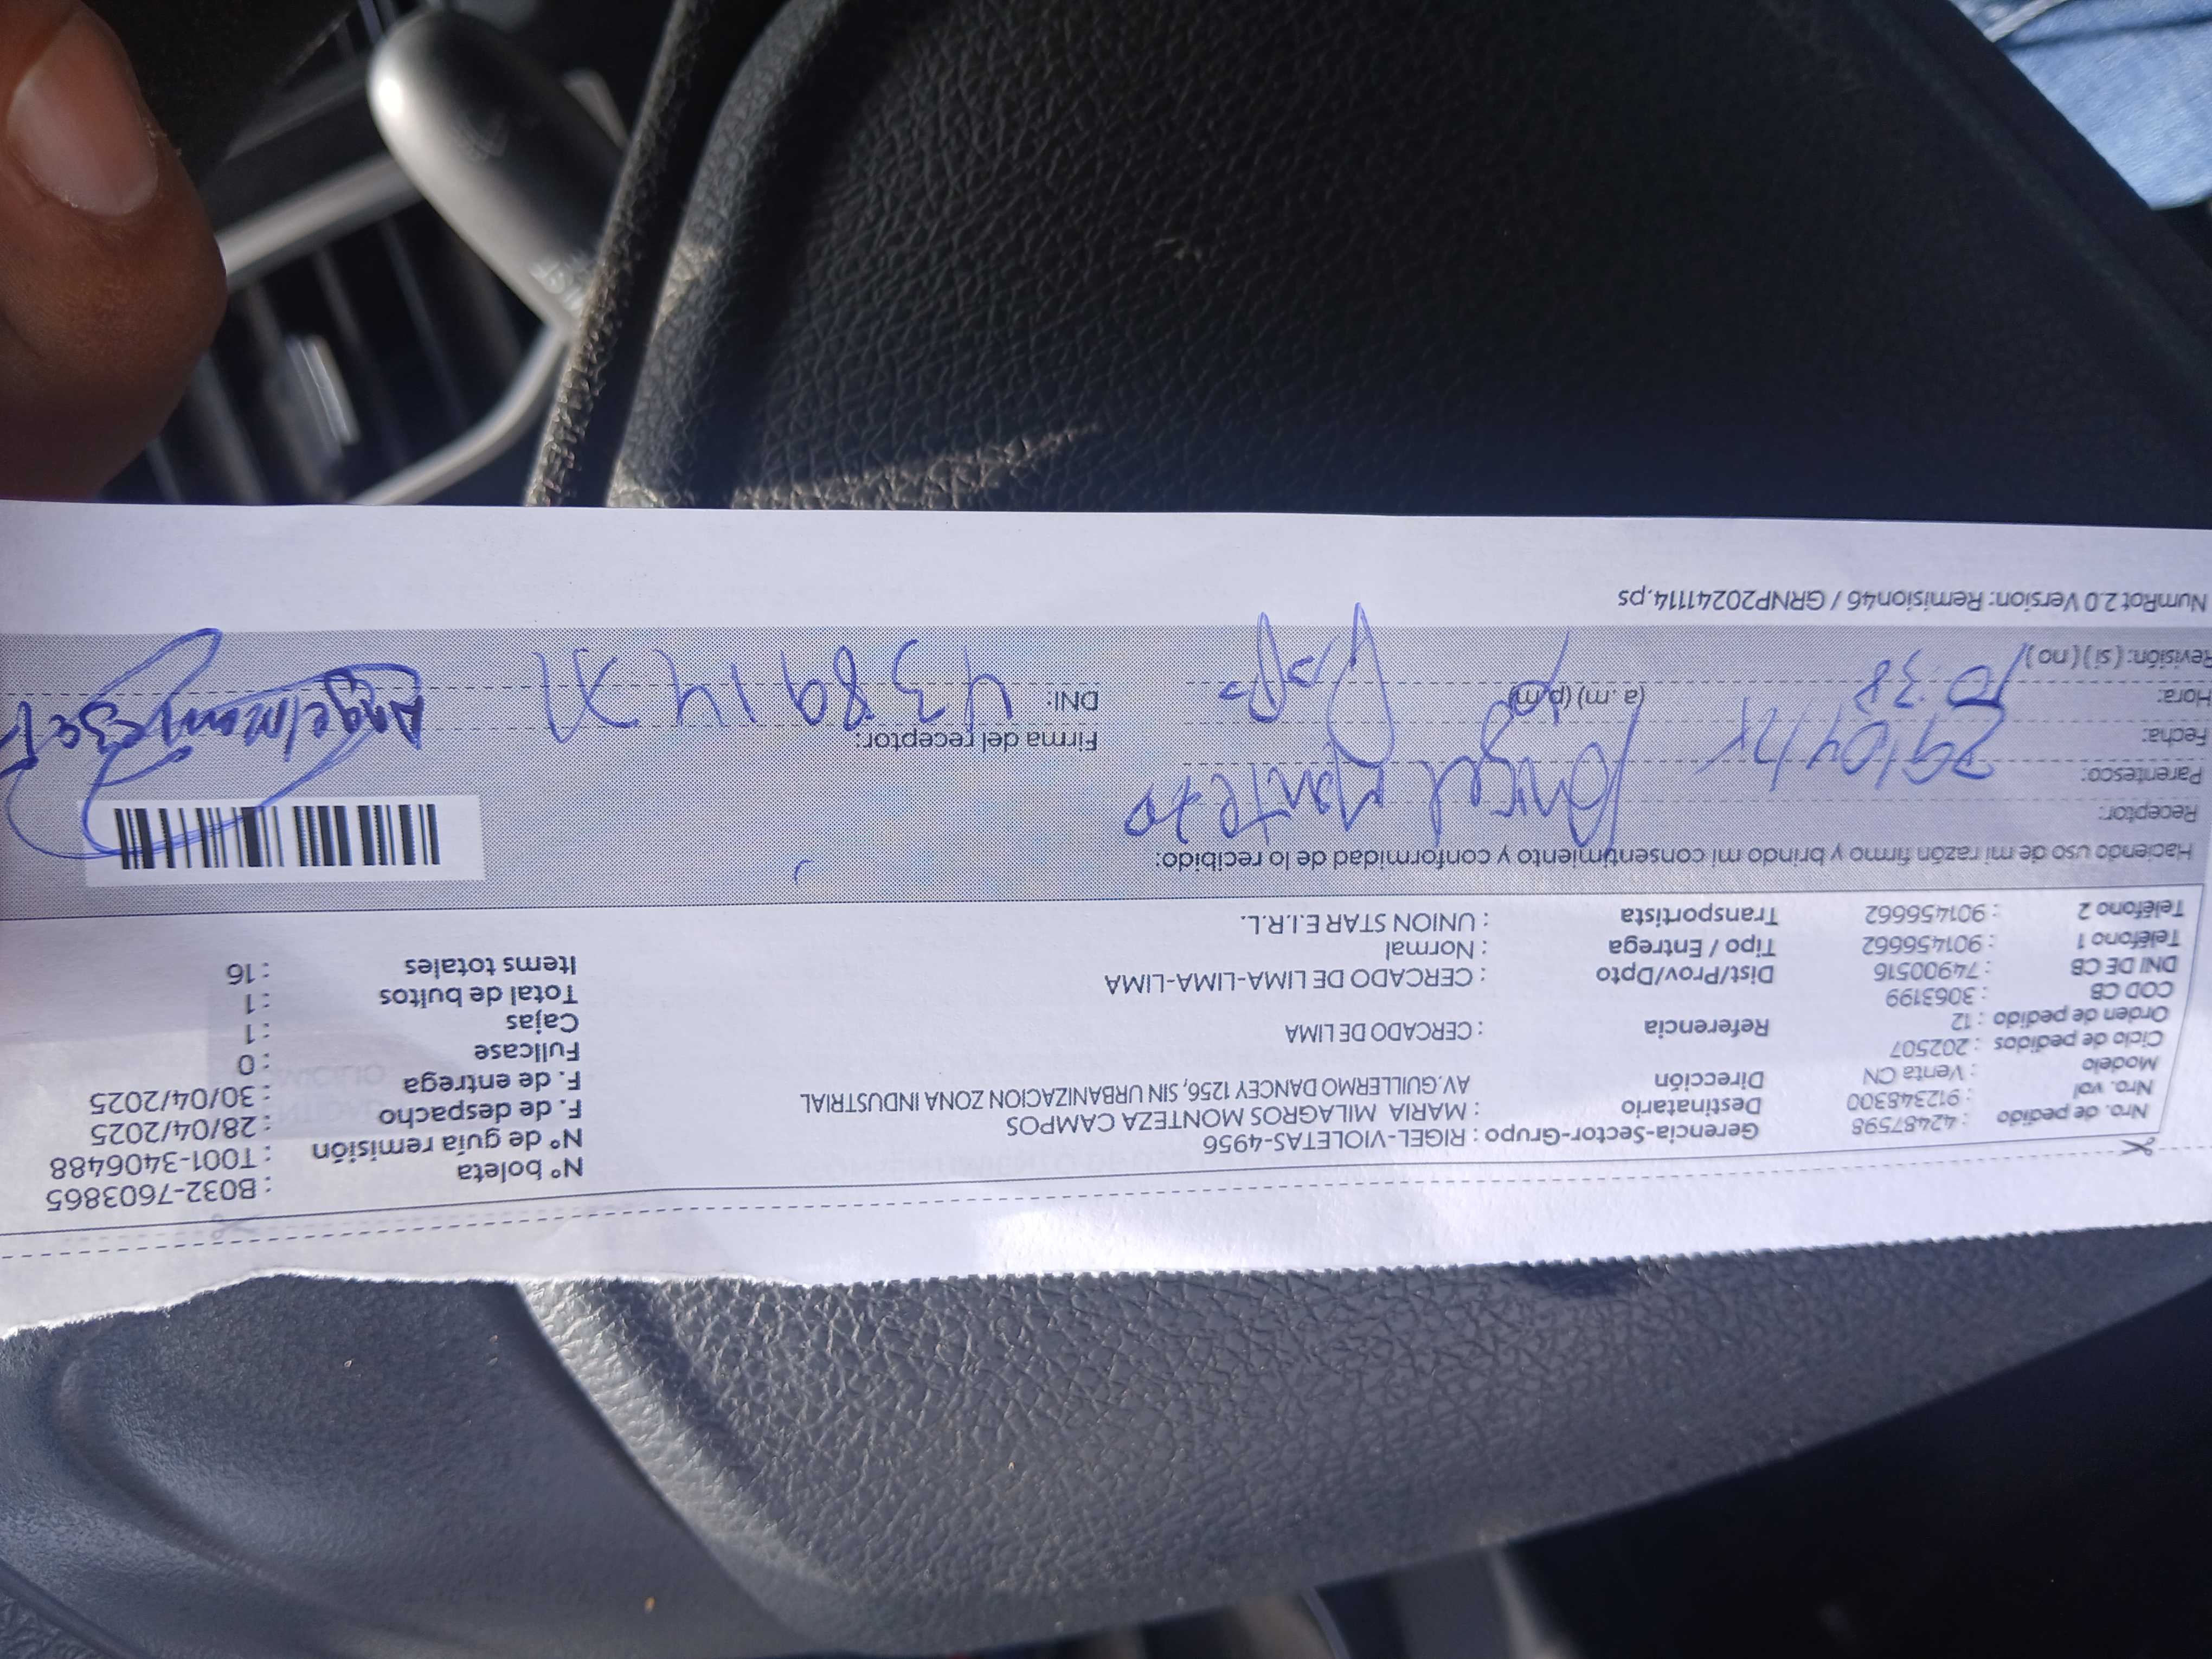 Nro. de pedido : 42487598 Gerencia-Sector-Grupo : RIGEL-VIOLETAS-4956 N° boleta : B032-7603865
Nro. vol : 912348300 Destinatario : MARIA MILAGROS MONTEZA CAMPOS N° de guía remisión : T001-3406488
Modelo : Venta CN Dirección AV.GUILLERMO DANCEY 1256, SIN URBANIZACION ZONA INDUSTRIAL F. de despacho : 28/04/2025
Ciclo de pedidos : 202507 F. de entrega : 30/04/2025
Orden de pedido : 12 Referencia : CERCADO DE LIMA Fullcase : 0
COD CB : 3063199 Cajas : 1
DNI DE CB : 74900516 Dist/Prov/Dpto : CERCADO DE LIMA-LIMA-LIMA Total de bultos : 1
Teléfono 1 : 901456662 Tipo / Entrega : Normal Items totales : 16
Teléfono 2 : 901456662 Transportista : UNION STAR E.I.R.L.
Haciendo uso de mi razón firmo y brindo mi consentimiento y conformidad de lo recibido:
Receptor: Angel
Parentesco:
Fecha: 29/04/25 Firma del receptor:
Hora: 10:38 (a. m) (p.m) Papa DNI: 43891471
Revisión: ( si ) ( no )
NumRot 2.0 Version: Remision46 / GRNP20241114.ps